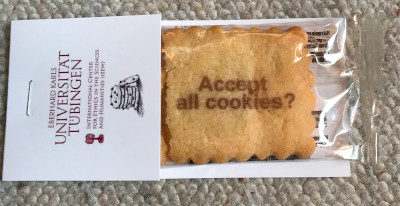 EBERHARD KARLS
UNIVERSITÄT
TÜBINGEN
INTERNATIONAL CENTER
FOR ETHICS IN THE SCIENCES
AND HUMANITIES (IZEW)
Accept
all cookies?